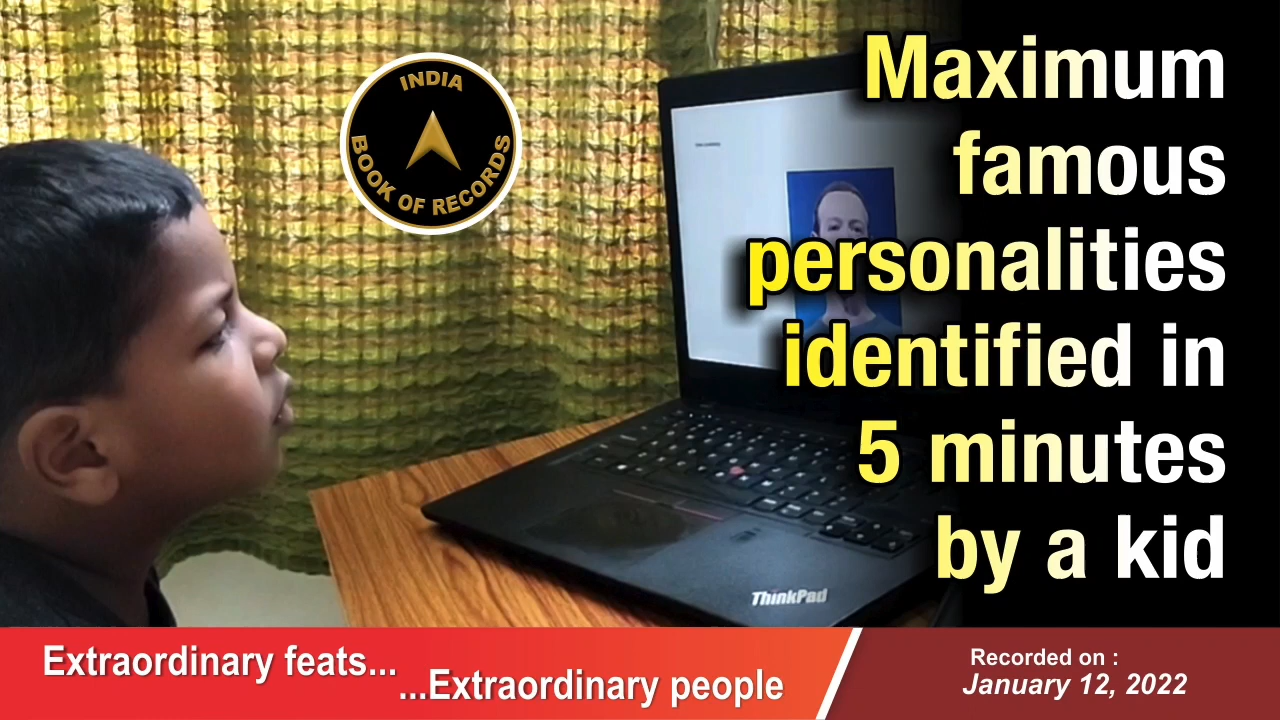 INDIA
BOOK OF RECORDS
Maximum
famous
personalities
identified in
5 minutes
by a kid
ThinkPad
Extraordinary feats...
...Extraordinary people
Recorded on :
January 12, 2022